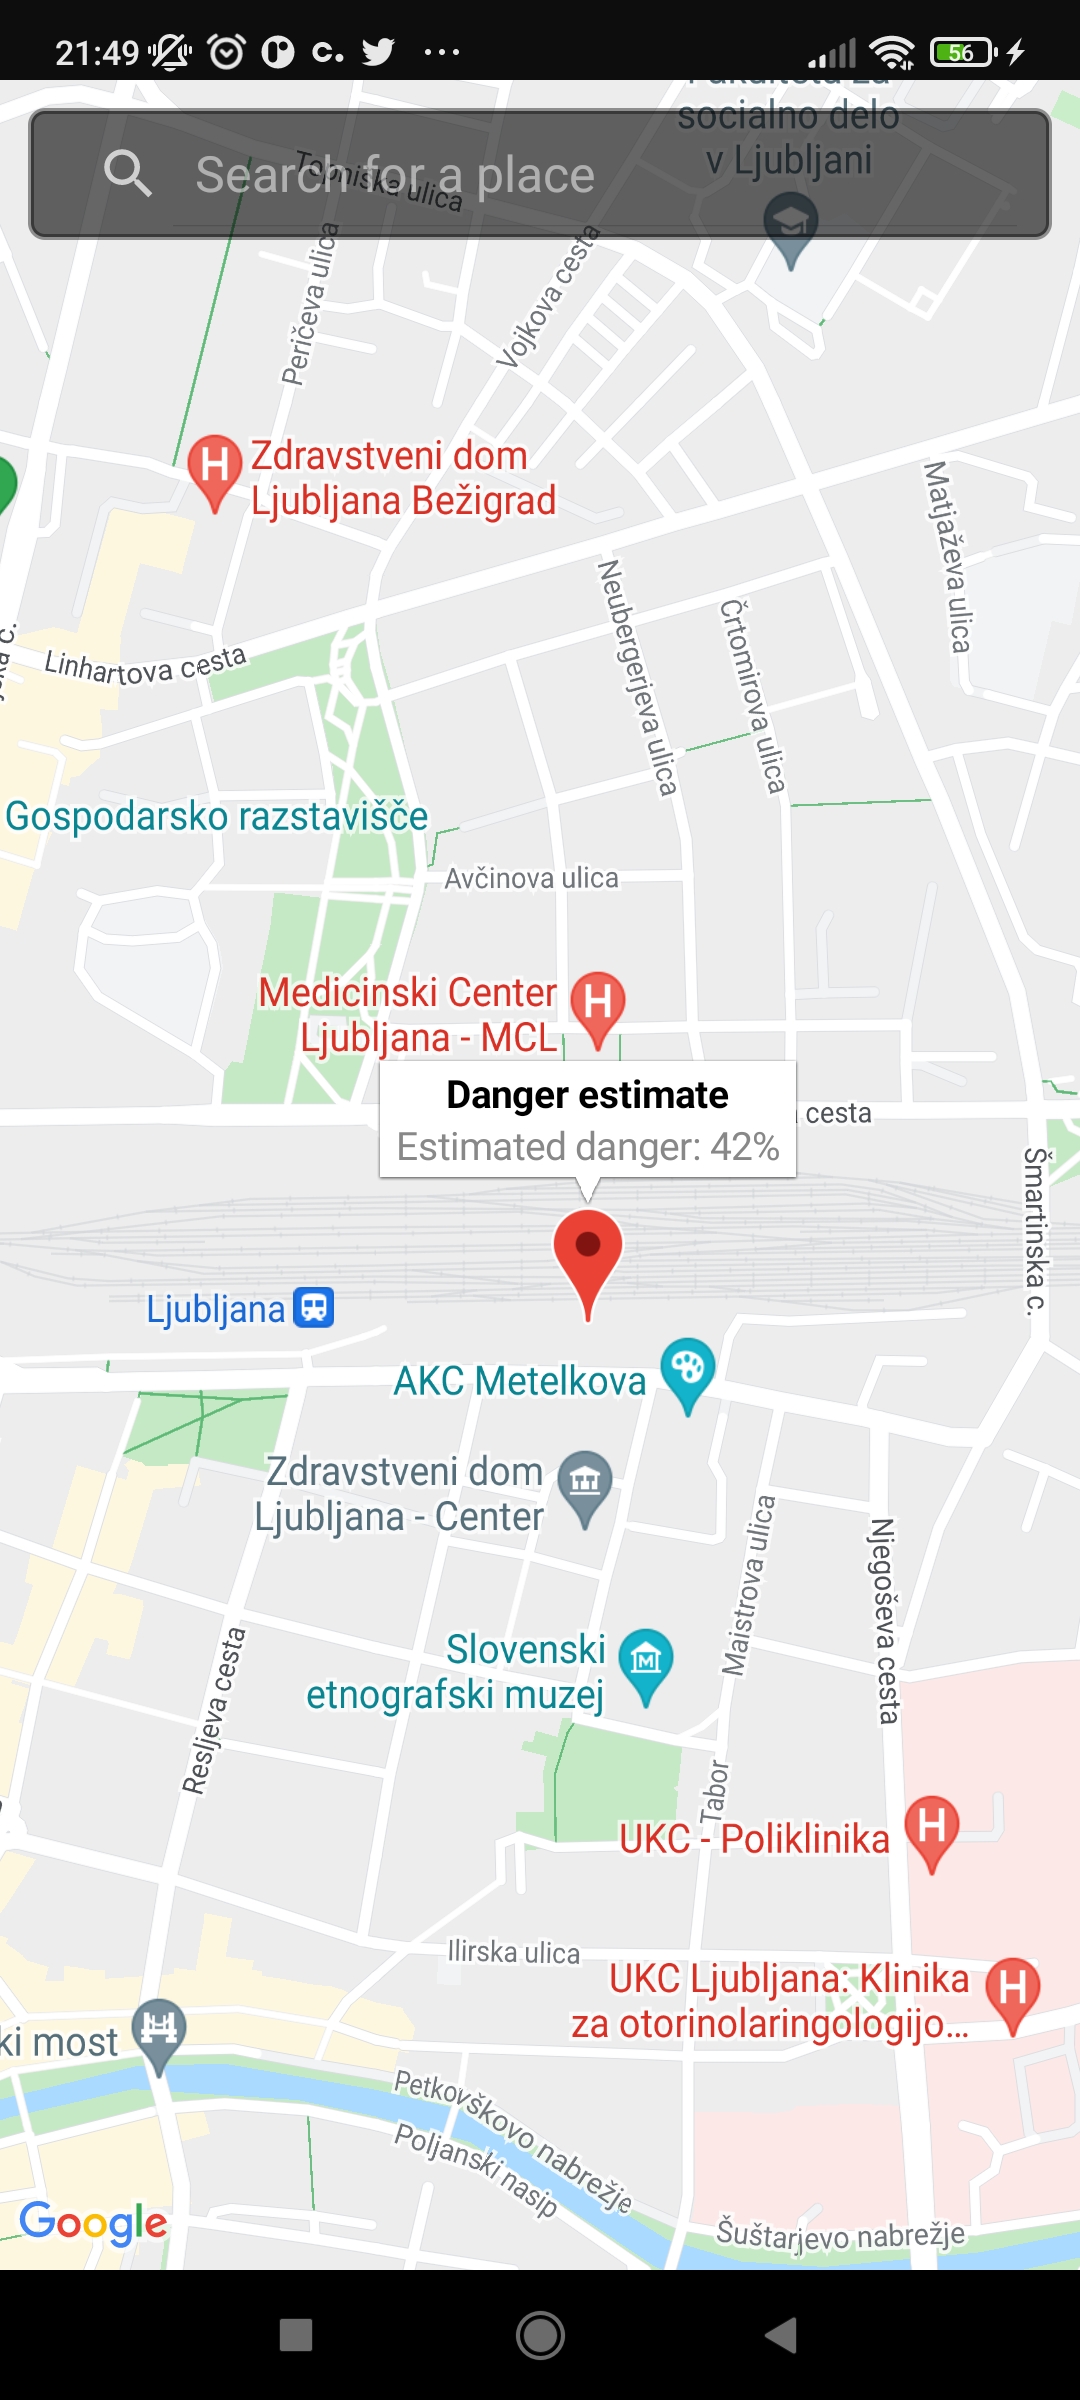 21:49
c.
56
socialno delo
v Ljubljani
Search for a place
Topniška ulica
Peričeva ulica
Vojkova cesta
Zdravstveni dom
Ljubljana Bežigrad
Matjaževa ulica
Neubergerjeva ulica
Črtomirova ulica
Linhartova cesta
Gospodarsko razstavišče
Avčinova ulica
Medicinski Center
Ljubljana - MCL
Danger estimate
Estimated danger: 42%
cesta
Šmartinska c.
Ljubljana
AKC Metelkova
Zdravstveni dom
Ljubljana - Center
Maistrova ulica
Njegoševa cesta
Slovenski
etnografski muzej
Resljeva cesta
Tabor
UKC - Poliklinika
Ilirska ulica
UKC Ljubljana: Klinika
za otorinolaringologijo...
ki most
Petkovškovo nabrežje
Poljanski nasip
Google
Šuštarjevo nabrežje